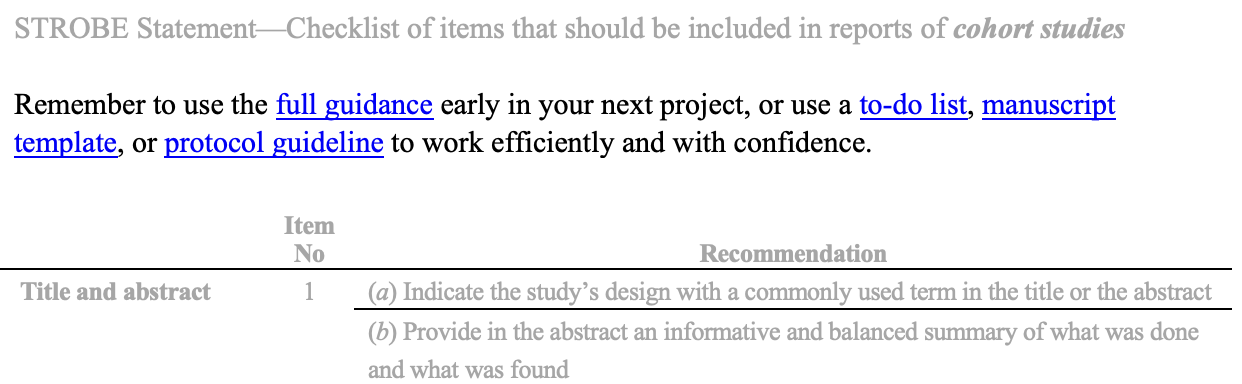 STROBE Statement—Checklist of items that should be included in reports of cohort studies
Remember to use the full guidance early in your next project, or use a to-do list, manuscript
template, or protocol guideline to work efficiently and with confidence.
Item
No
Recommendation
Title and abstract 1 (a) Indicate the study’s design with a commonly used term in the title or the abstract
(b) Provide in the abstract an informative and balanced summary of what was done
and what was found